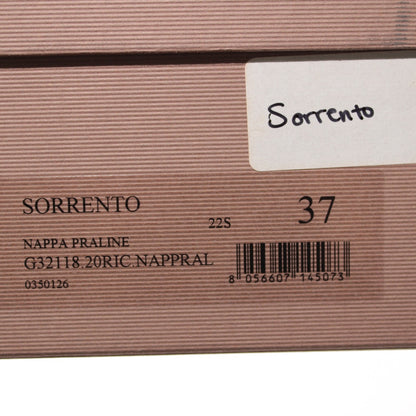 Sorrento
SORRENTO
22S
37
NAPPA PRALINE
G32118.20RIC.NAPPRAL
0350126
8 056607 145073